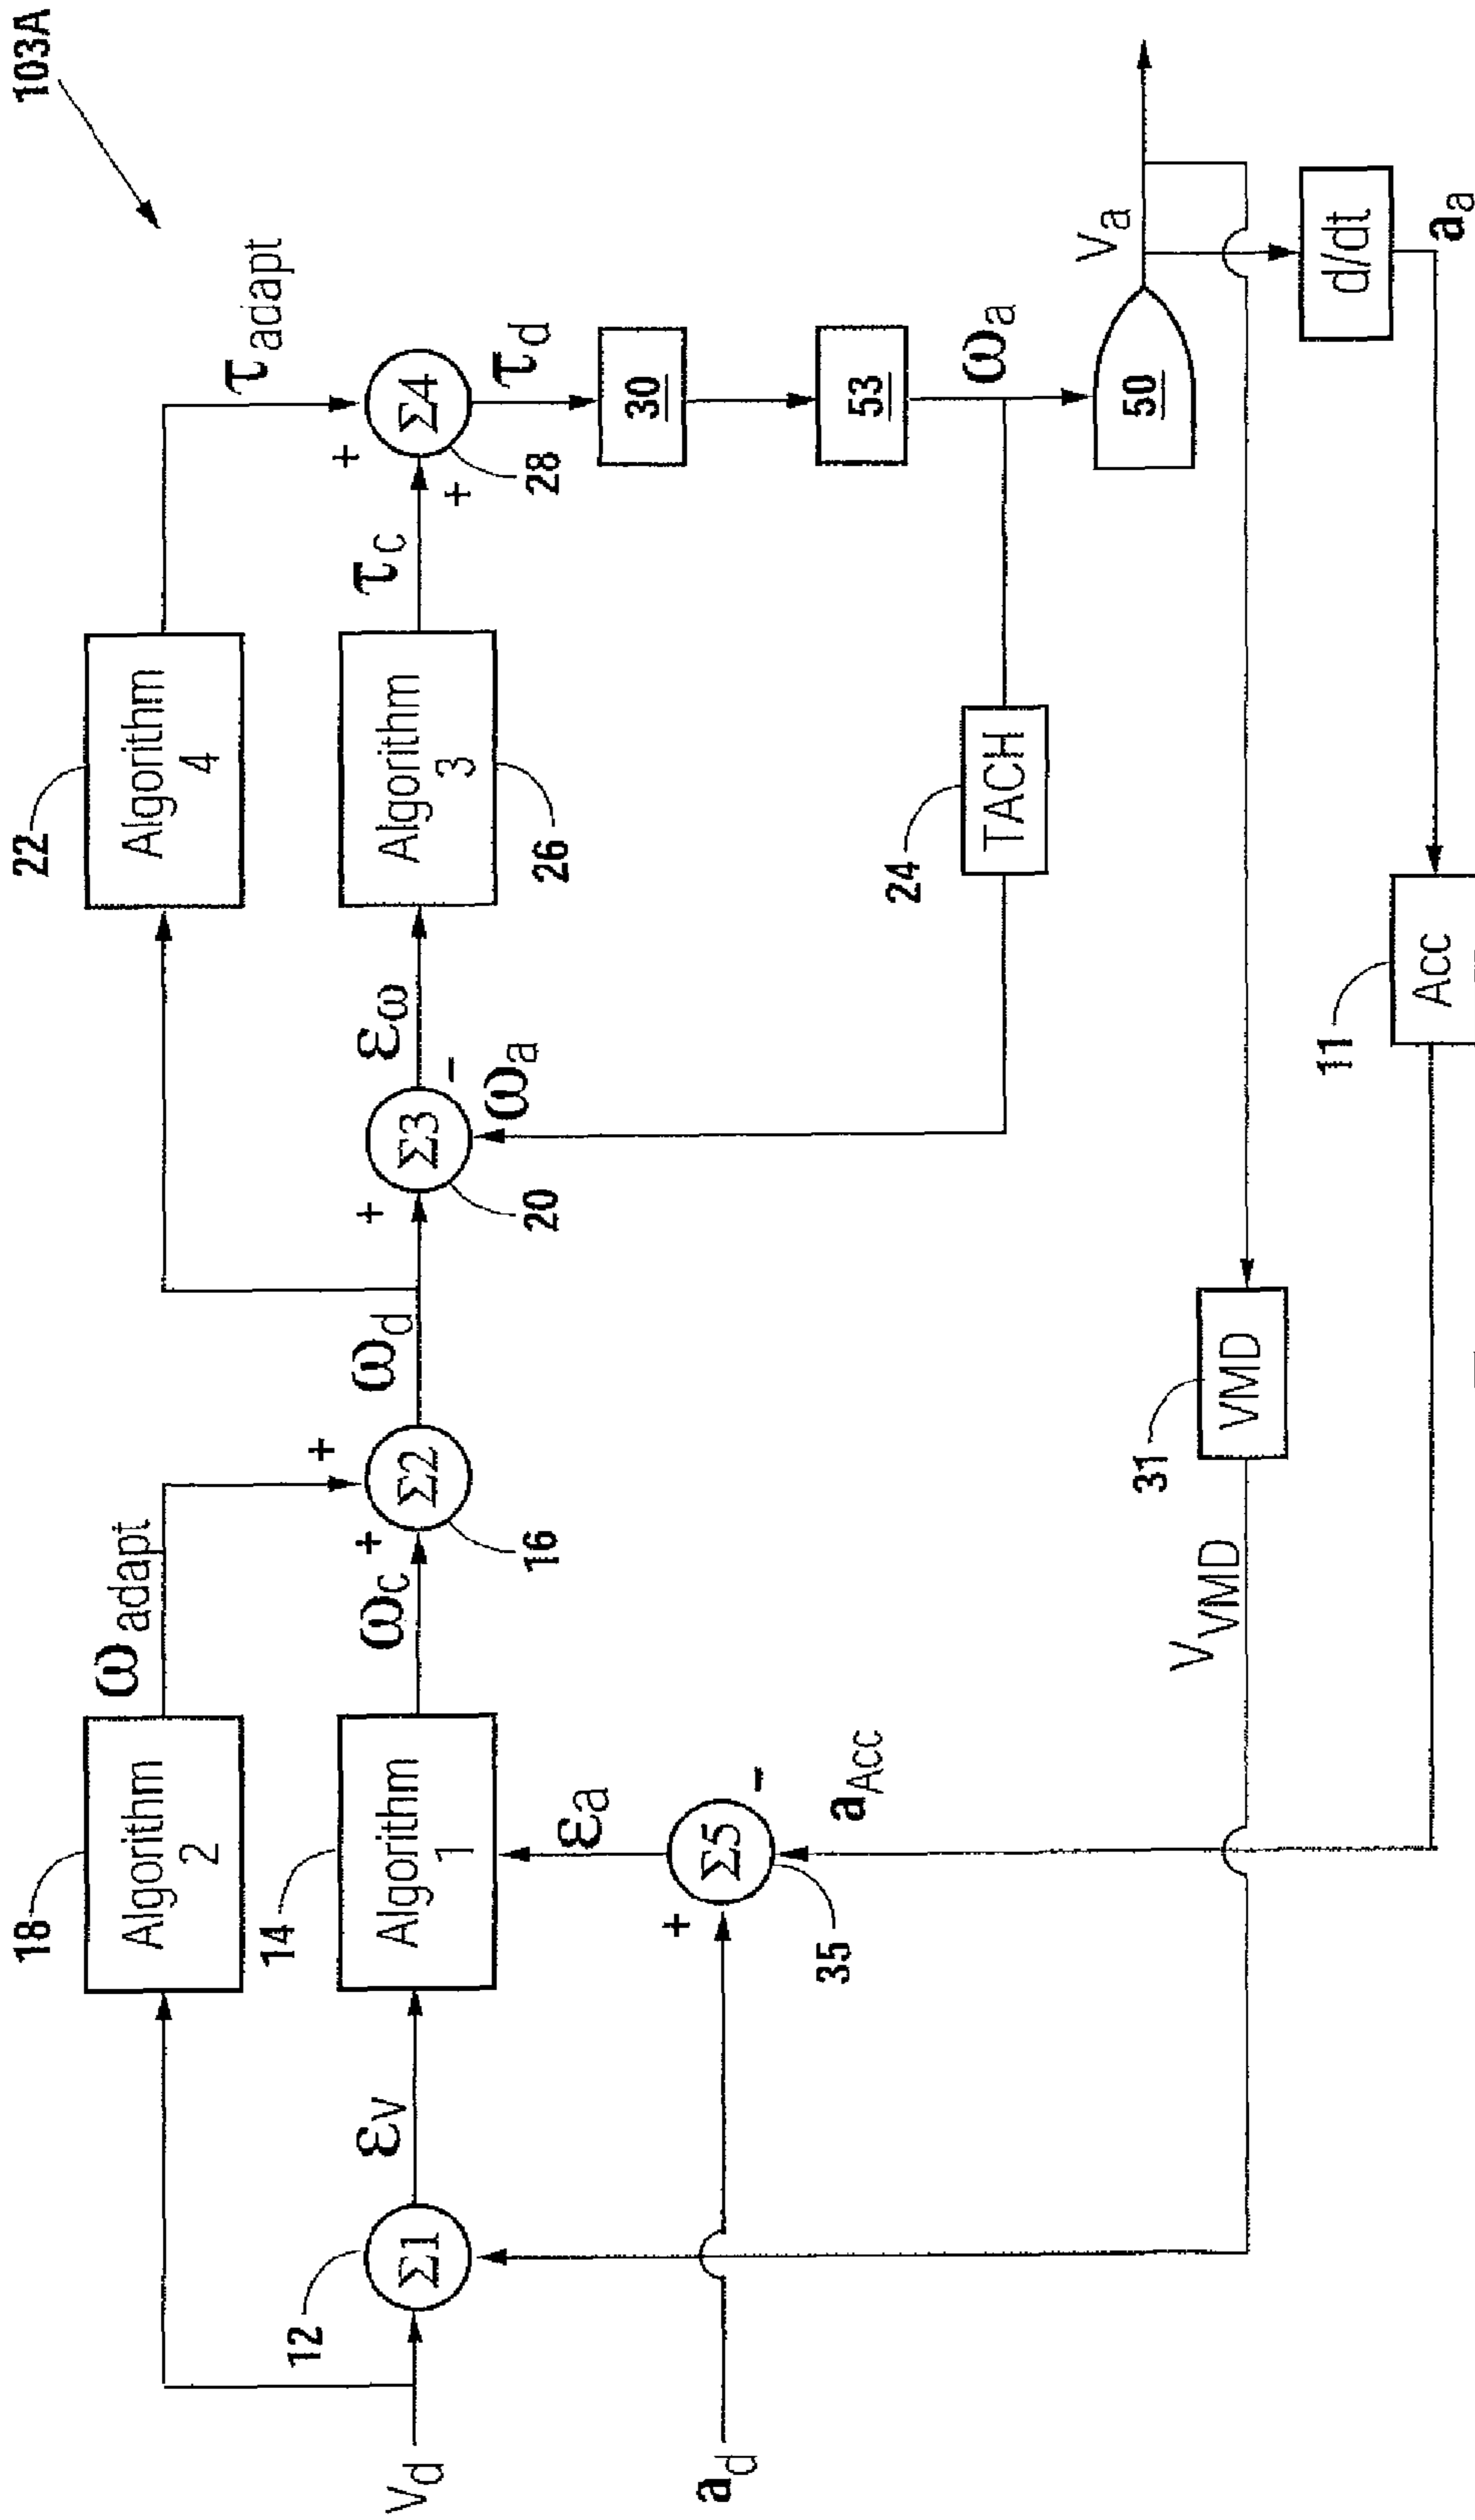 103A
22
Algorithm
4
τadapt
18
Algorithm
2
ωadapt
+
+
14
Algorithm
1
ωc
+
Σ2
16
ωd
+
Σ3
20
-
εω
ωa
Algorithm
3
26
τc
+
Σ4
28
τd
30
53
ωa
50
va
12
vd
Σ1
εv
εa
ad
+
Σ5
35
-
aAcc
24
TACH
31
VMD
VVMD
d/dt
aa
11
Acc